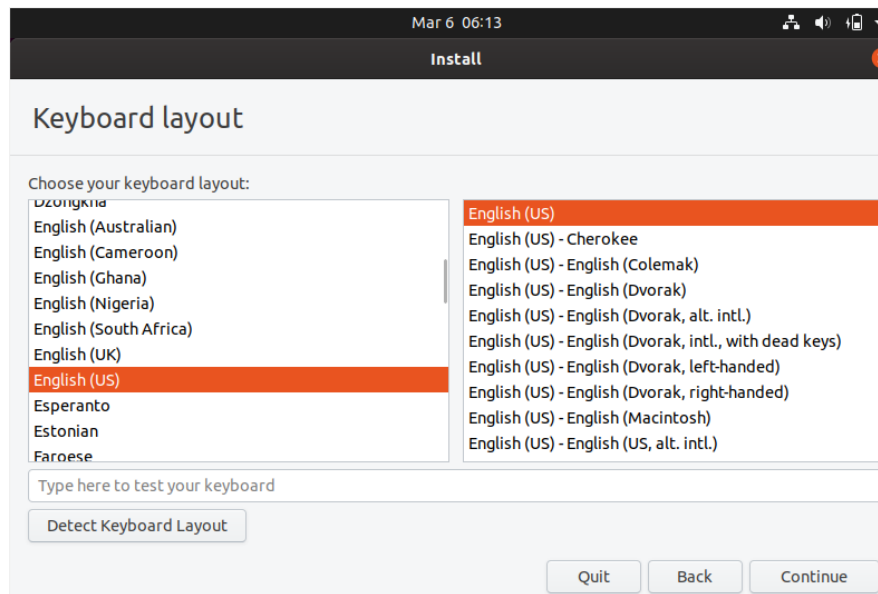 Mar 6 06:13
Install
Keyboard layout
Choose your keyboard layout:
Dzongkha
English (Australian)
English (Cameroon)
English (Ghana)
English (Nigeria)
English (South Africa)
English (UK)
English (US)
Esperanto
Estonian
Faroese
English (US)
English (US) - Cherokee
English (US) - English (Colemak)
English (US) - English (Dvorak)
English (US) - English (Dvorak, alt. intl.)
English (US) - English (Dvorak, intl., with dead keys)
English (US) - English (Dvorak, left-handed)
English (US) - English (Dvorak, right-handed)
English (US) - English (Macintosh)
English (US) - English (US, alt. intl.)
Type here to test your keyboard
Detect Keyboard Layout
Quit
Back
Continue